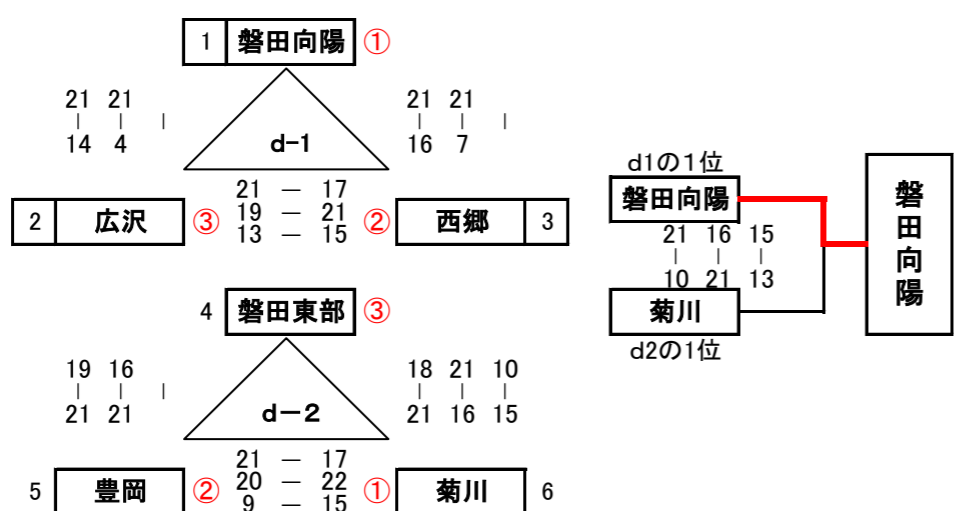 1 磐田向陽 ①
21 21
| | |
14 4
21 21
| | |
16 7
d-1
2 広沢 ③
21 — 17
19 — 21
13 — 15
② 西郷 3
4 磐田東部 ③
19 16
| | |
21 21
18 21 10
| | |
21 16 15
d－2
5 豊岡 ②
21 — 17
20 — 22
9 — 15
① 菊川 6
d1の1位
磐田向陽
21 16 15
| | |
10 21 13
菊川
d2の1位
磐田向陽